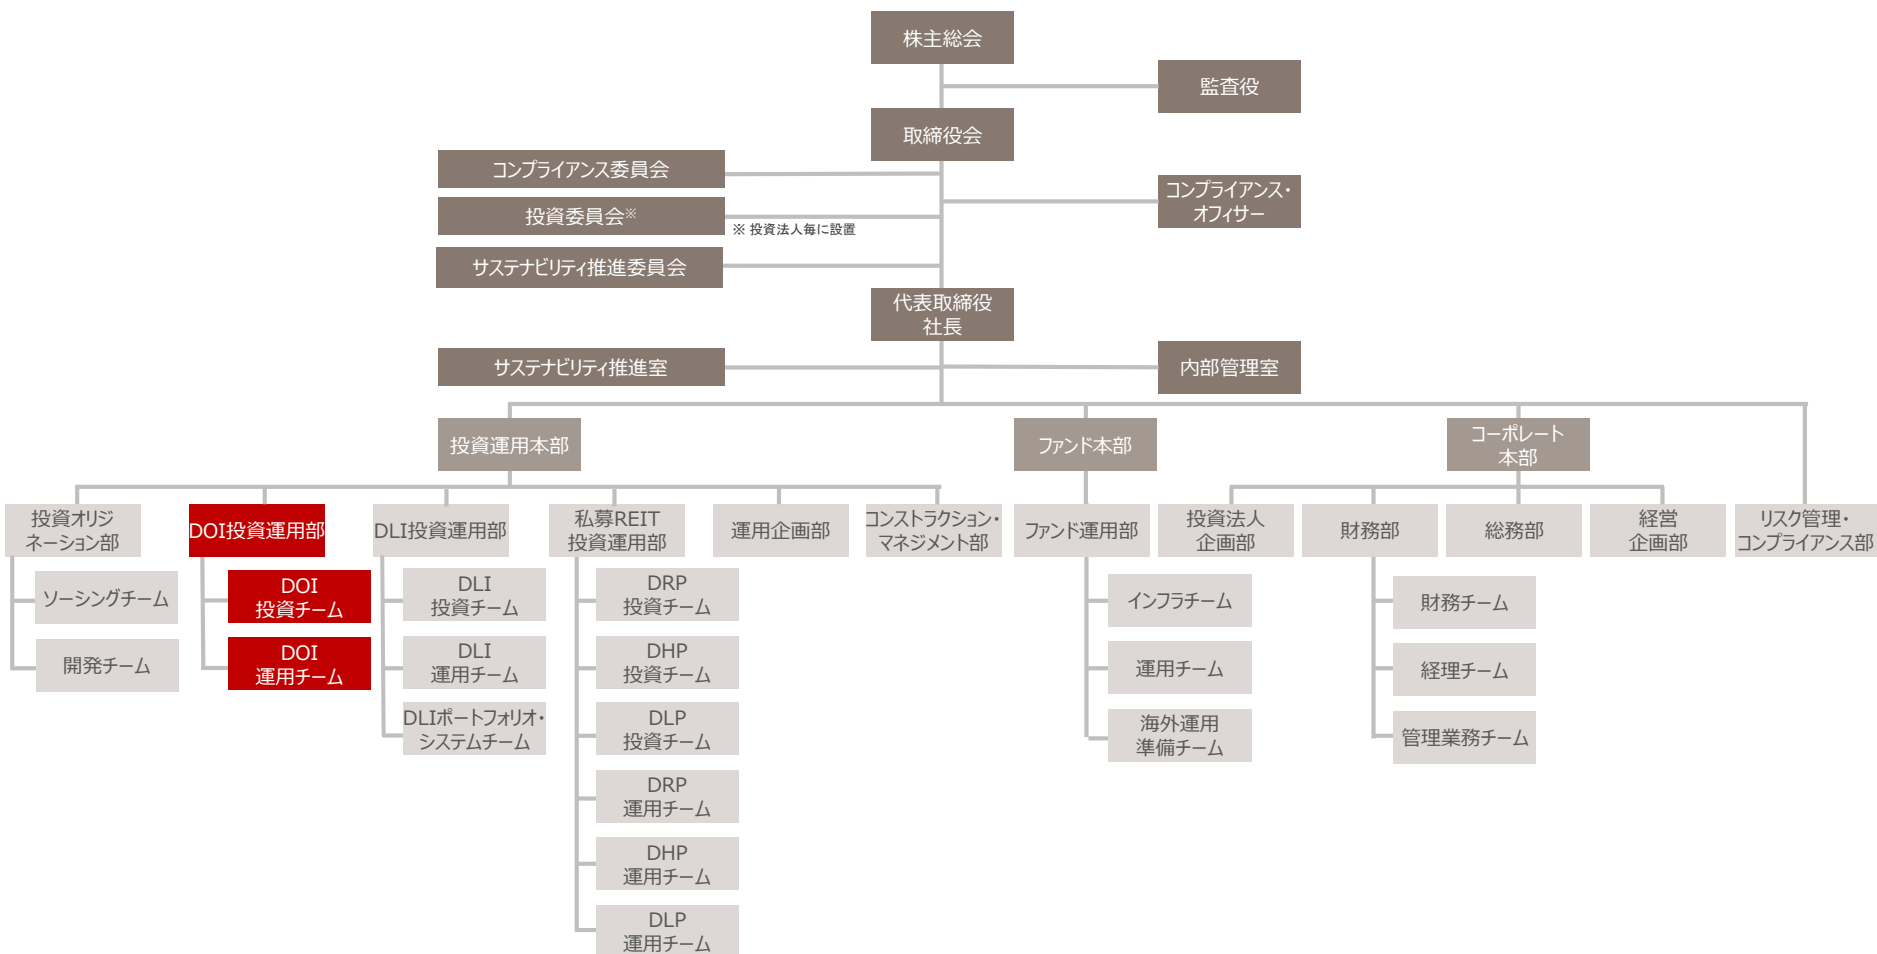 株主総会
監査役
取締役会
コンプライアンス委員会
コンプライアンス・
オフィサー
投資委員会※
※ 投資法人毎に設置
サステナビリティ推進委員会
代表取締役
社長
サステナビリティ推進室
内部管理室
投資運用本部
ファンド本部
コーポレート
本部
投資オリジ
ネーション部
DOI投資運用部
DLI投資運用部
私募REIT
投資運用部
運用企画部
コンストラクション・
マネジメント部
ファンド運用部
投資法人
企画部
財務部
総務部
経営
企画部
リスク管理・
コンプライアンス部
ソーシングチーム
開発チーム
DOI
投資チーム
DOI
運用チーム
DLI
投資チーム
DLI
運用チーム
DLIポートフォリオ・
システムチーム
DRP
投資チーム
DHP
投資チーム
DLP
投資チーム
DRP
運用チーム
DHP
運用チーム
DLP
運用チーム
インフラチーム
運用チーム
海外運用
準備チーム
財務チーム
経理チーム
管理業務チーム